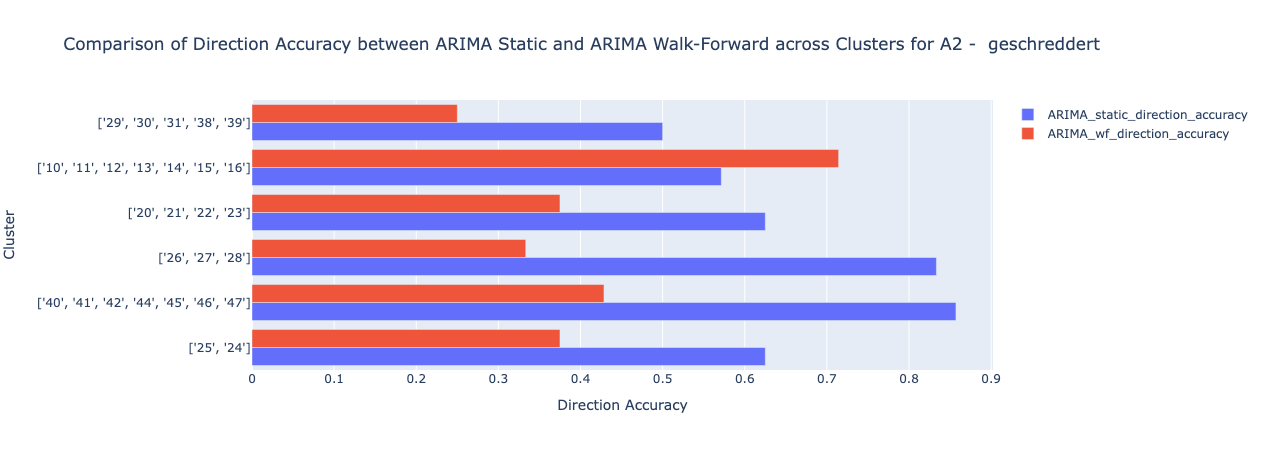 Comparison of Direction Accuracy between ARIMA Static and ARIMA Walk-Forward across Clusters for A2 -  geschreddert
ARIMA_static_direction_accuracy
ARIMA_wf_direction_accuracy
Cluster
['29', '30', '31', '38', '39']
['10', '11', '12', '13', '14', '15', '16']
['20', '21', '22', '23']
['26', '27', '28']
['40', '41', '42', '44', '45', '46', '47']
['25', '24']
0 0.1 0.2 0.3 0.4 0.5 0.6 0.7 0.8 0.9
Direction Accuracy